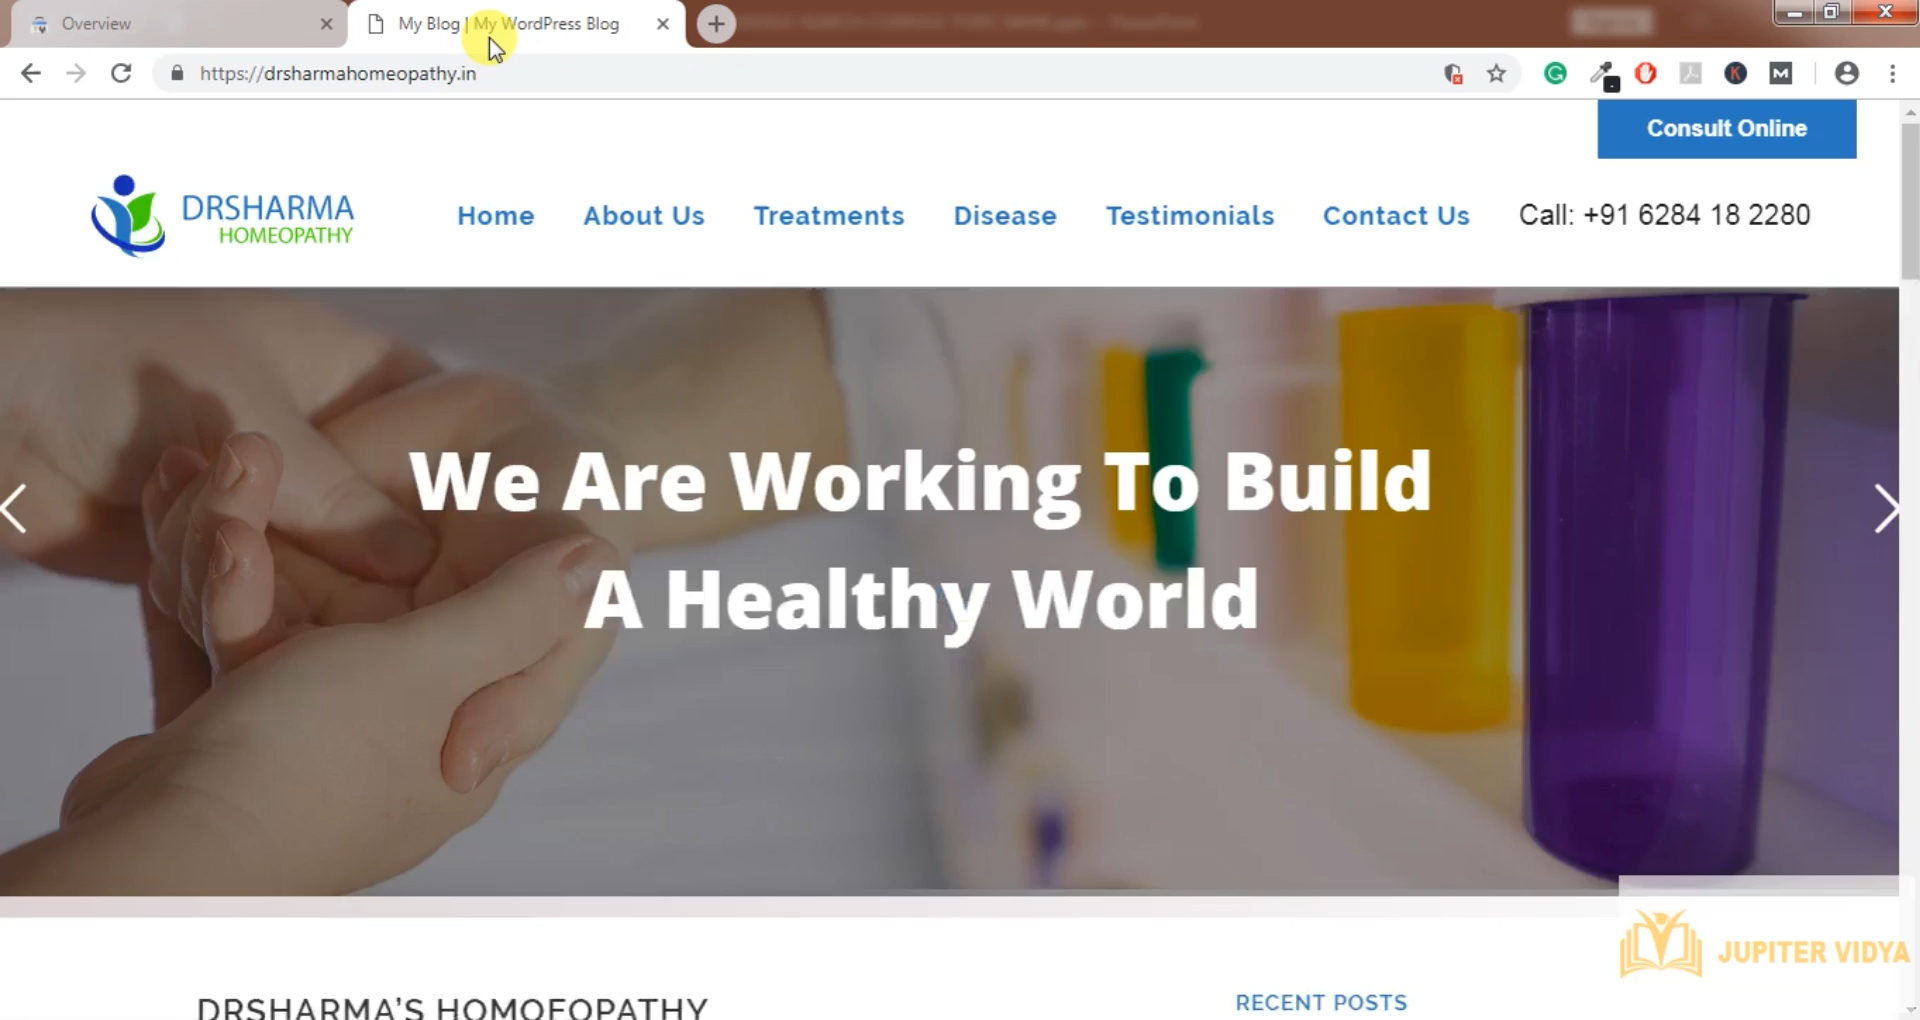 Overview
My Blog | My WordPress Blog
https://drsharmahomeopathy.in
Consult Online
DRSHARMA
HOMEOPATHY
Home
About Us
Treatments
Disease
Testimonials
Contact Us
Call: +91 6284 18 2280
We Are Working To Build
A Healthy World
JUPITER VIDYA
DRSHARMA'S HOMOEOPATHY
RECENT POSTS